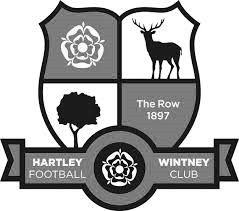 The Row
1897
HARTLEY WINTNEY
FOOTBALL CLUB